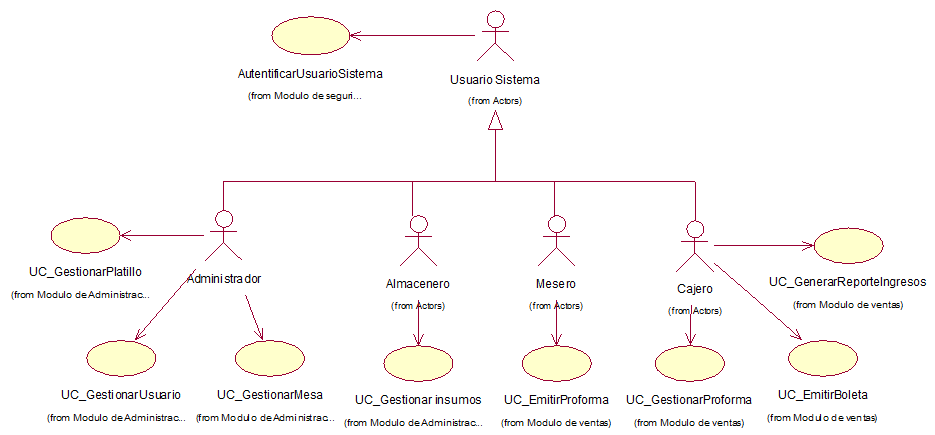 AutentificarUsuarioSistema
(from Modulo de seguri...
Usuario Sistema
(from Actors)
UC_GestionarPlatillo
(from Modulo de Administrac...
Administrador
Almacenero
(from Actors)
Mesero
(from Actors)
Cajero
(from Actors)
UC_GenerarReporteIngresos
(from Modulo de ventas)
UC_GestionarUsuario
(from Modulo de Administrac...
UC_GestionarMesa
(from Modulo de Administrac...
UC_Gestionar insumos
(from Modulo de Administrac...
UC_EmitirProforma
(from Modulo de ventas)
UC_GestionarProforma
(from Modulo de ventas)
UC_EmitirBoleta
(from Modulo de ventas)